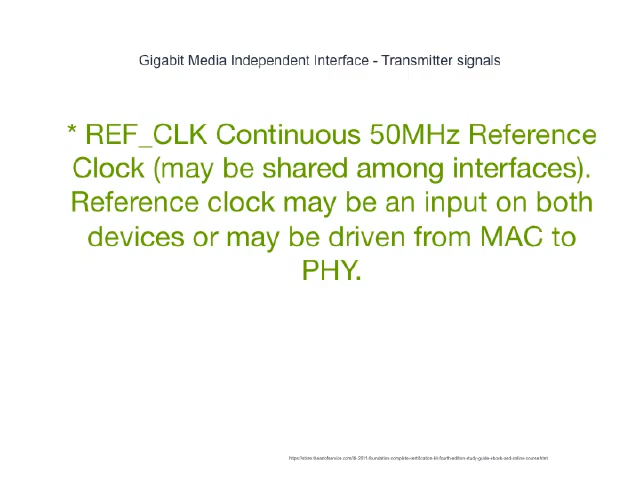 Gigabit Media Independent Interface - Transmitter signals
* REF_CLK Continuous 50MHz Reference
Clock (may be shared among interfaces).
Reference clock may be an input on both
devices or may be driven from MAC to
PHY.